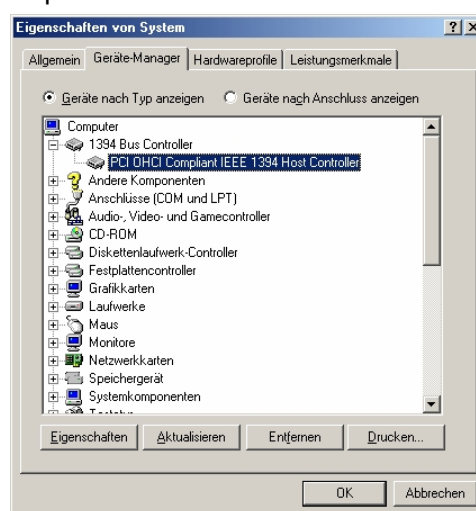 Eigenschaften von System
Allgemein Geräte-Manager Hardwareprofile Leistungsmerkmale
Geräte nach Typ anzeigen Geräte nach Anschluss anzeigen
Computer
1394 Bus Controller
PCI OHCI Compliant IEEE 1394 Host Controller
Andere Komponenten
Anschlüsse (COM und LPT)
Audio-, Video- und Gamecontroller
CD-ROM
Diskettenlaufwerk-Controller
Festplattencontroller
Grafikkarten
Laufwerke
Maus
Monitore
Netzwerkkarten
Speichergerät
Systemkomponenten
Eigenschaften Aktualisieren Entfernen Drucken...
OK Abbrechen